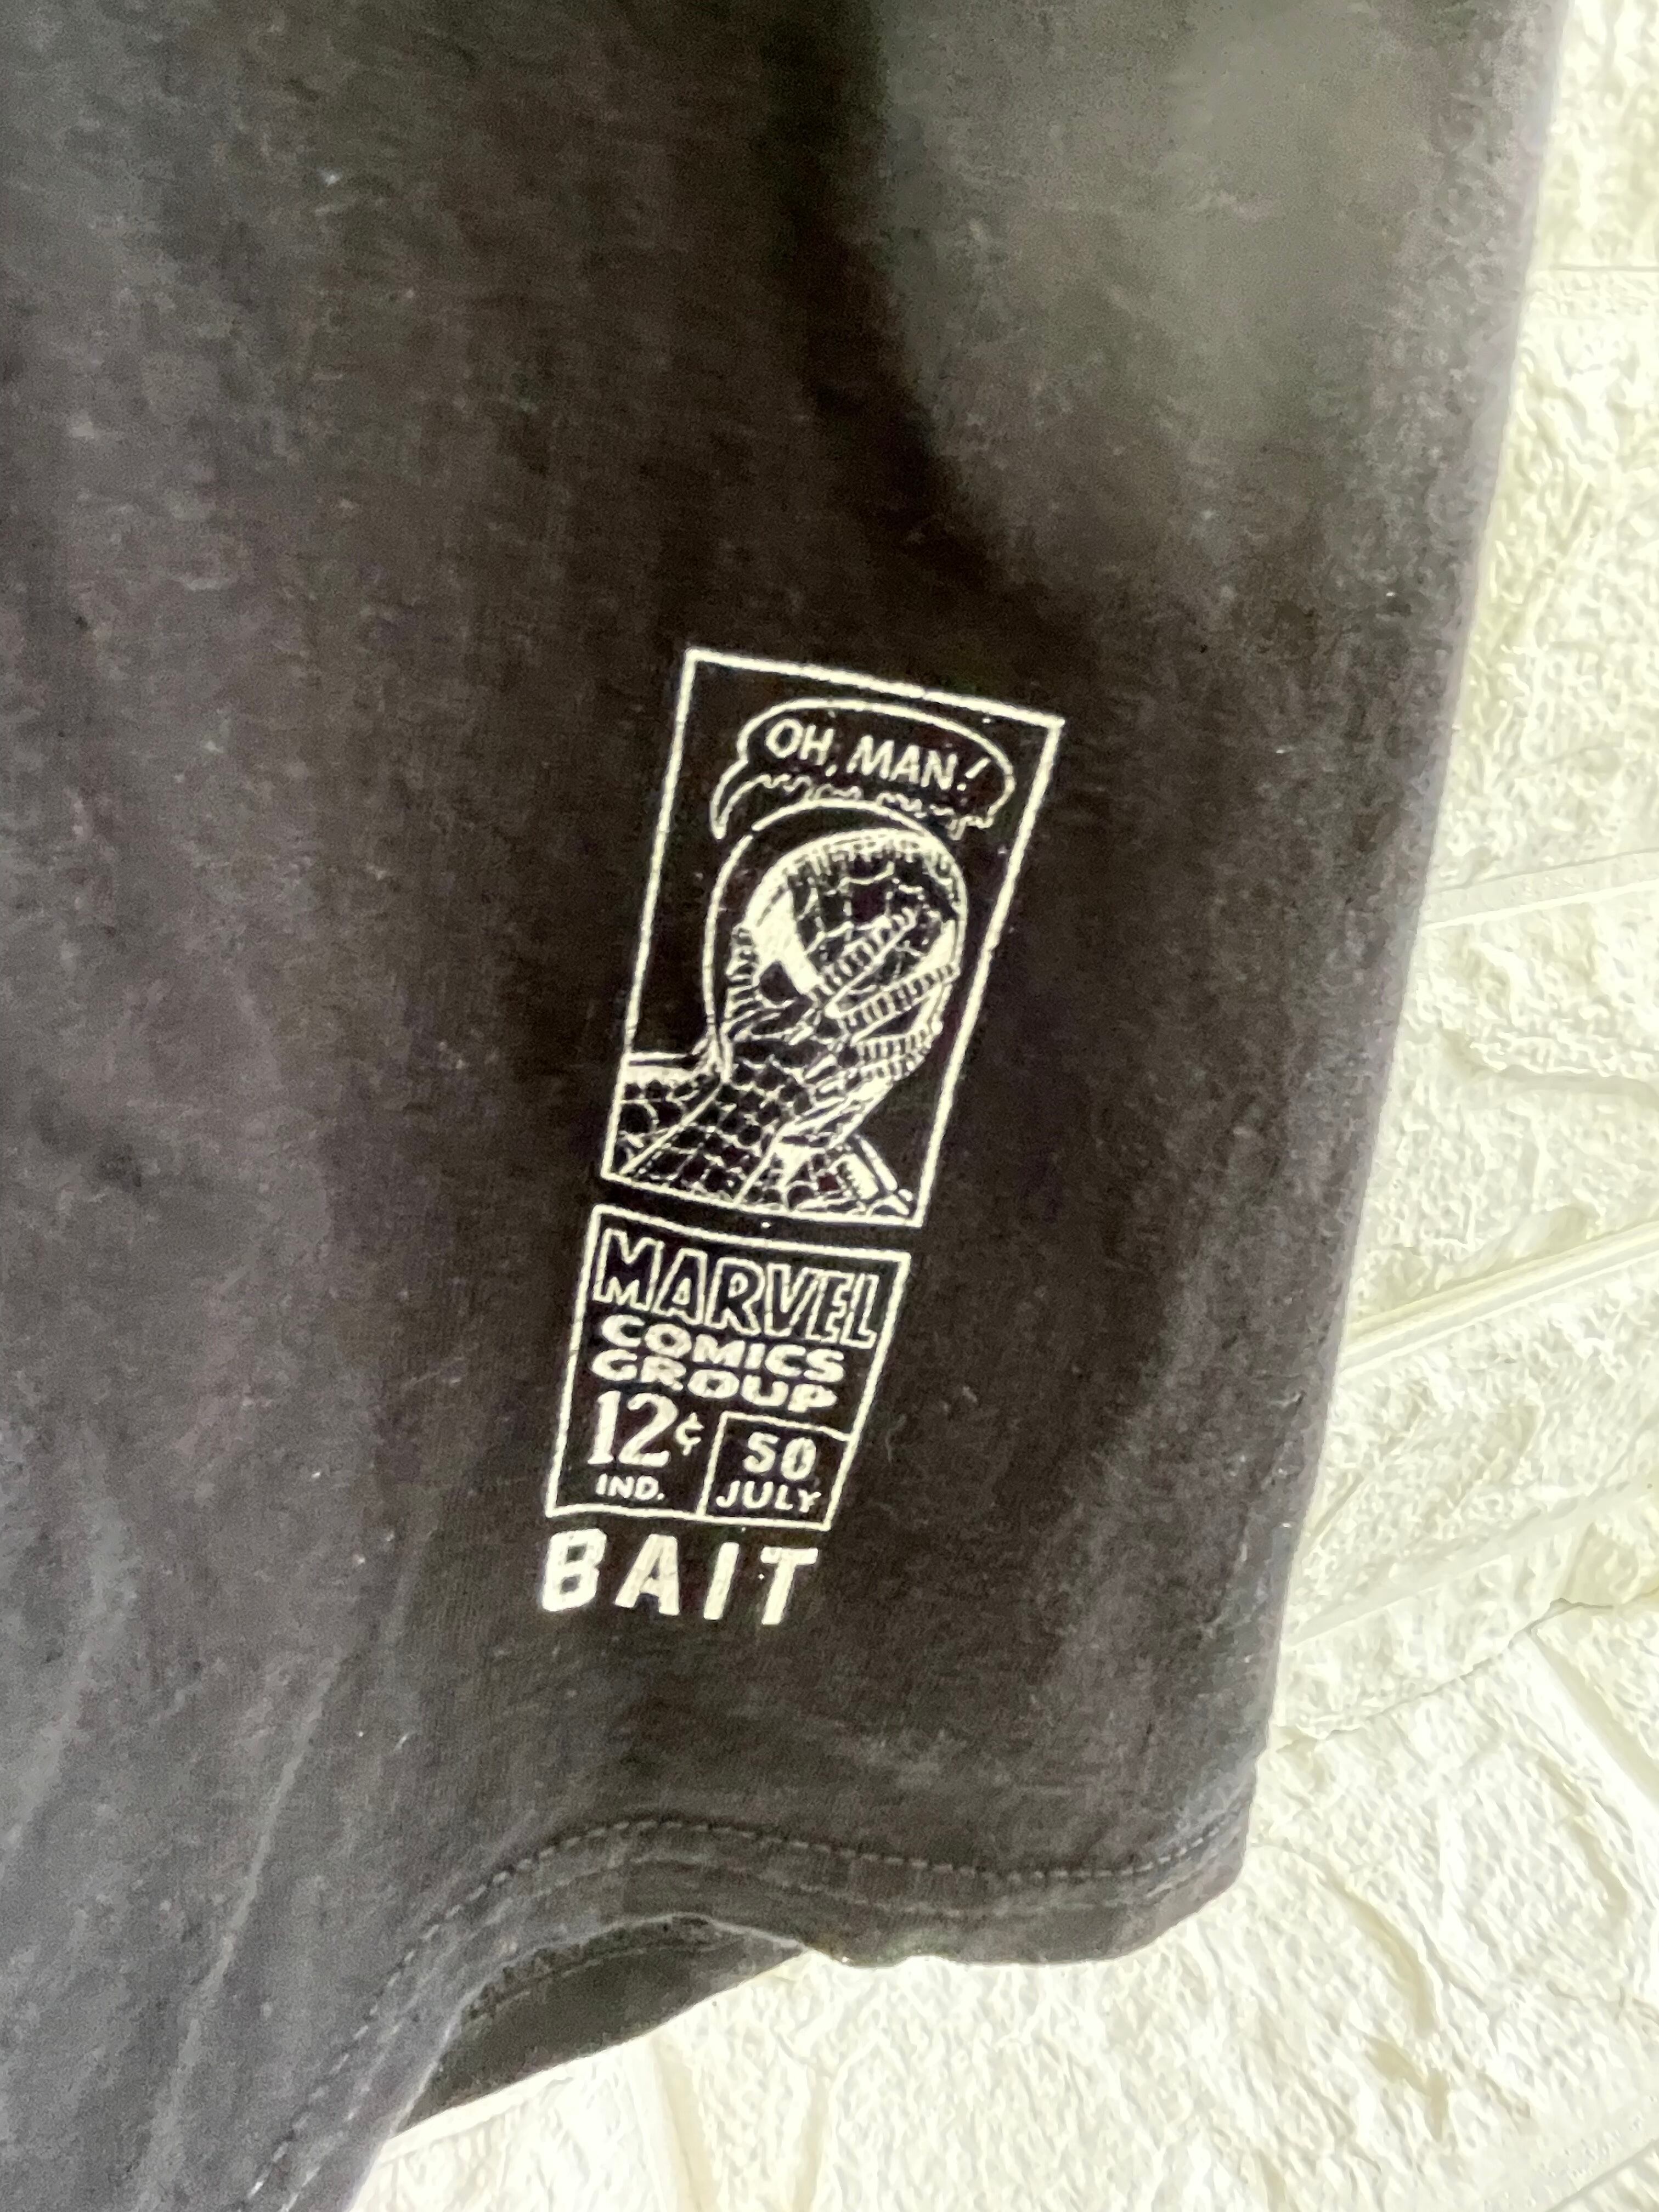 OH, MAN!
MARVEL
COMICS
GROUP
12¢
IND.
50
JULY
BAIT